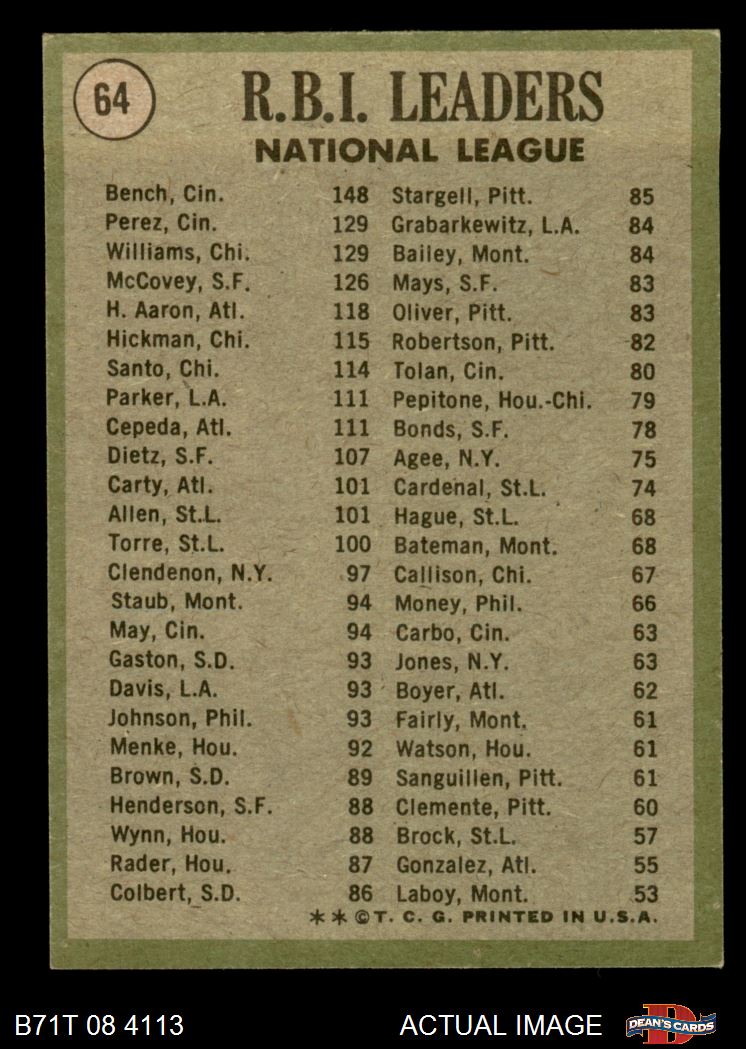 64
R.B.I. LEADERS
NATIONAL LEAGUE
Bench, Cin. 148 Stargell, Pitt. 85
Perez, Cin. 129 Grabarkewitz, L.A. 84
Williams, Chi. 129 Bailey, Mont. 84
McCovey, S.F. 126 Mays, S.F. 83
H. Aaron, Atl. 118 Oliver, Pitt. 83
Hickman, Chi. 115 Robertson, Pitt. 82
Santo, Chi. 114 Tolan, Cin. 80
Parker, L.A. 111 Pepitone, Hou.-Chi. 79
Cepeda, Atl. 111 Bonds, S.F. 78
Dietz, S.F. 107 Agee, N.Y. 75
Carty, Atl. 101 Cardenal, St.L. 74
Allen, St.L. 101 Hague, St.L. 68
Torre, St.L. 100 Bateman, Mont. 68
Clendenon, N.Y. 97 Callison, Chi. 67
Staub, Mont. 94 Money, Phil. 66
May, Cin. 94 Carbo, Cin. 63
Gaston, S.D. 93 Jones, N.Y. 63
Davis, L.A. 93 Boyer, Atl. 62
Johnson, Phil. 93 Fairly, Mont. 61
Menke, Hou. 92 Watson, Hou. 61
Brown, S.D. 89 Sanguillen, Pitt. 61
Henderson, S.F. 88 Clemente, Pitt. 60
Wynn, Hou. 88 Brock, St.L. 57
Rader, Hou. 87 Gonzalez, Atl. 55
Colbert, S.D. 86 Laboy, Mont. 53
**©T. C. G. PRINTED IN U.S.A.
B71T 08 4113 ACTUAL IMAGE D DEAN'S CARDS